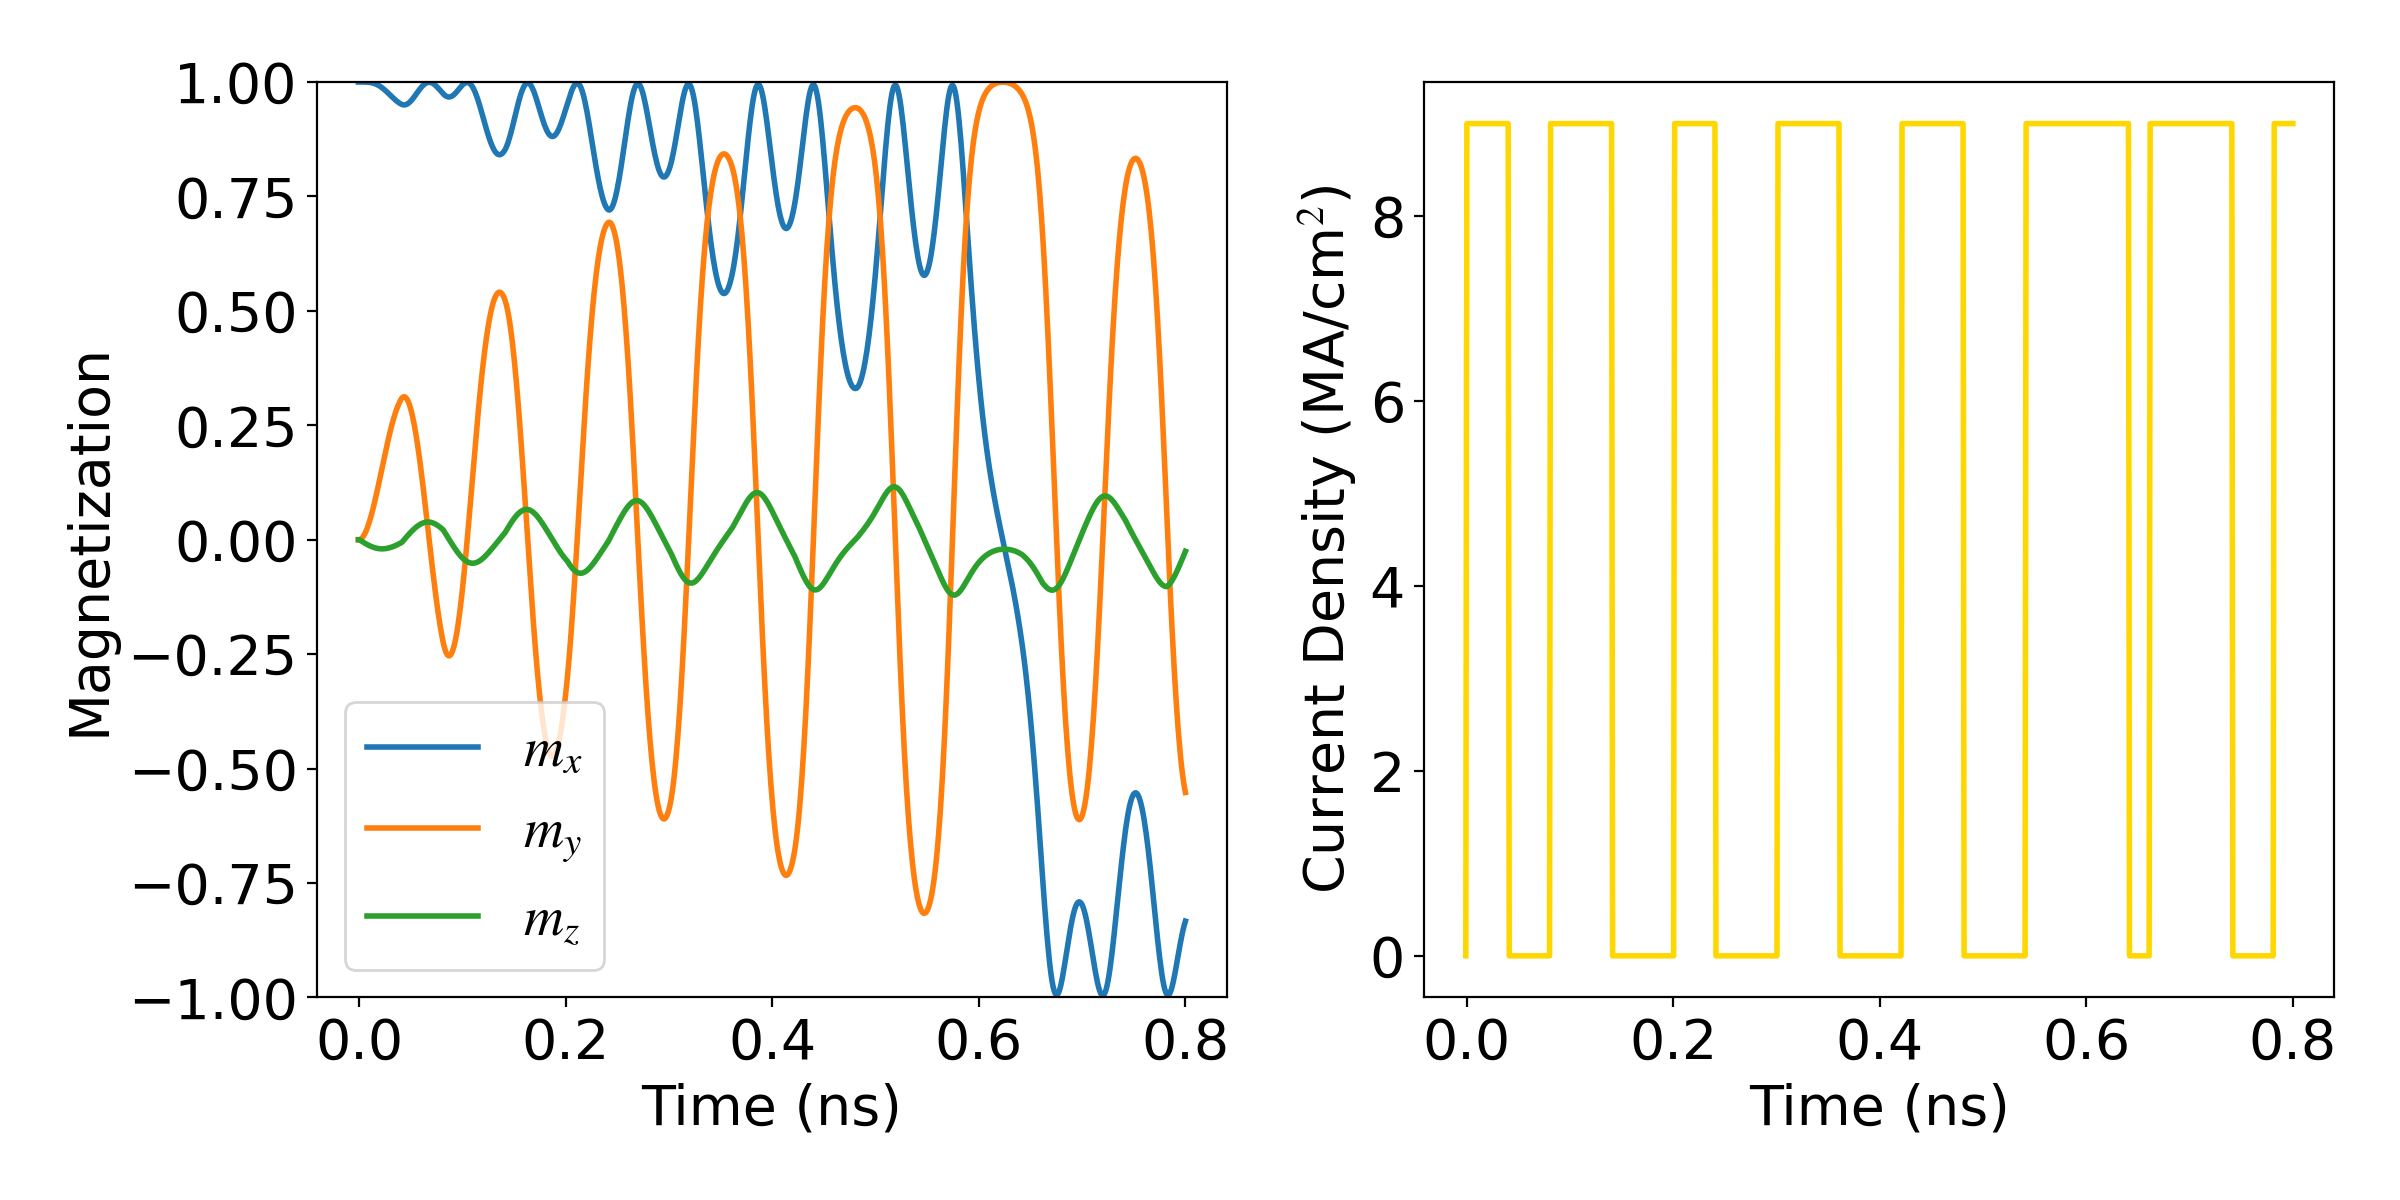 1.00
0.75
0.50
0.25
0.00
−0.25
−0.50
−0.75
−1.00
Magnetization
m_x
m_y
m_z
0.0 0.2 0.4 0.6 0.8
Time (ns)
8
6
4
2
0
Current Density (MA/cm²)
0.0 0.2 0.4 0.6 0.8
Time (ns)